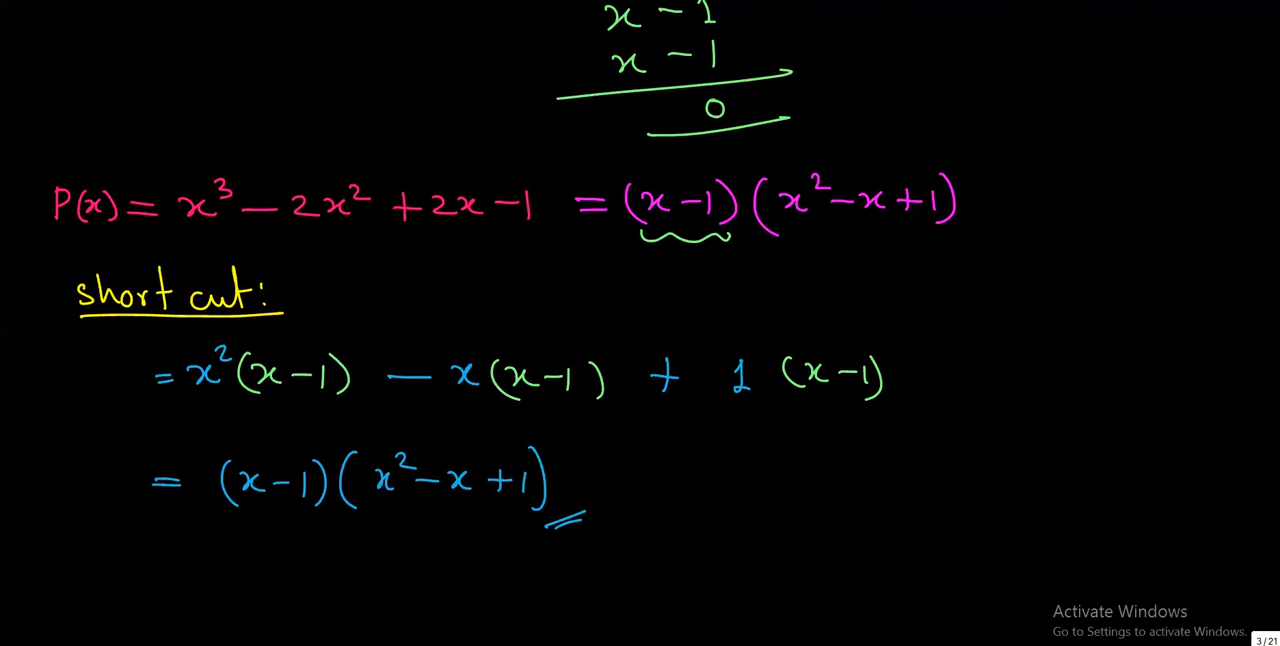 x - 1
x - 1
0
P(x) = x³ - 2x² + 2x - 1 = (x - 1)(x² - x + 1)
short cut:
= x²(x - 1) - x(x - 1) + 1 (x - 1)
= (x - 1)(x² - x + 1)
Activate Windows
Go to Settings to activate Windows.
3 / 21